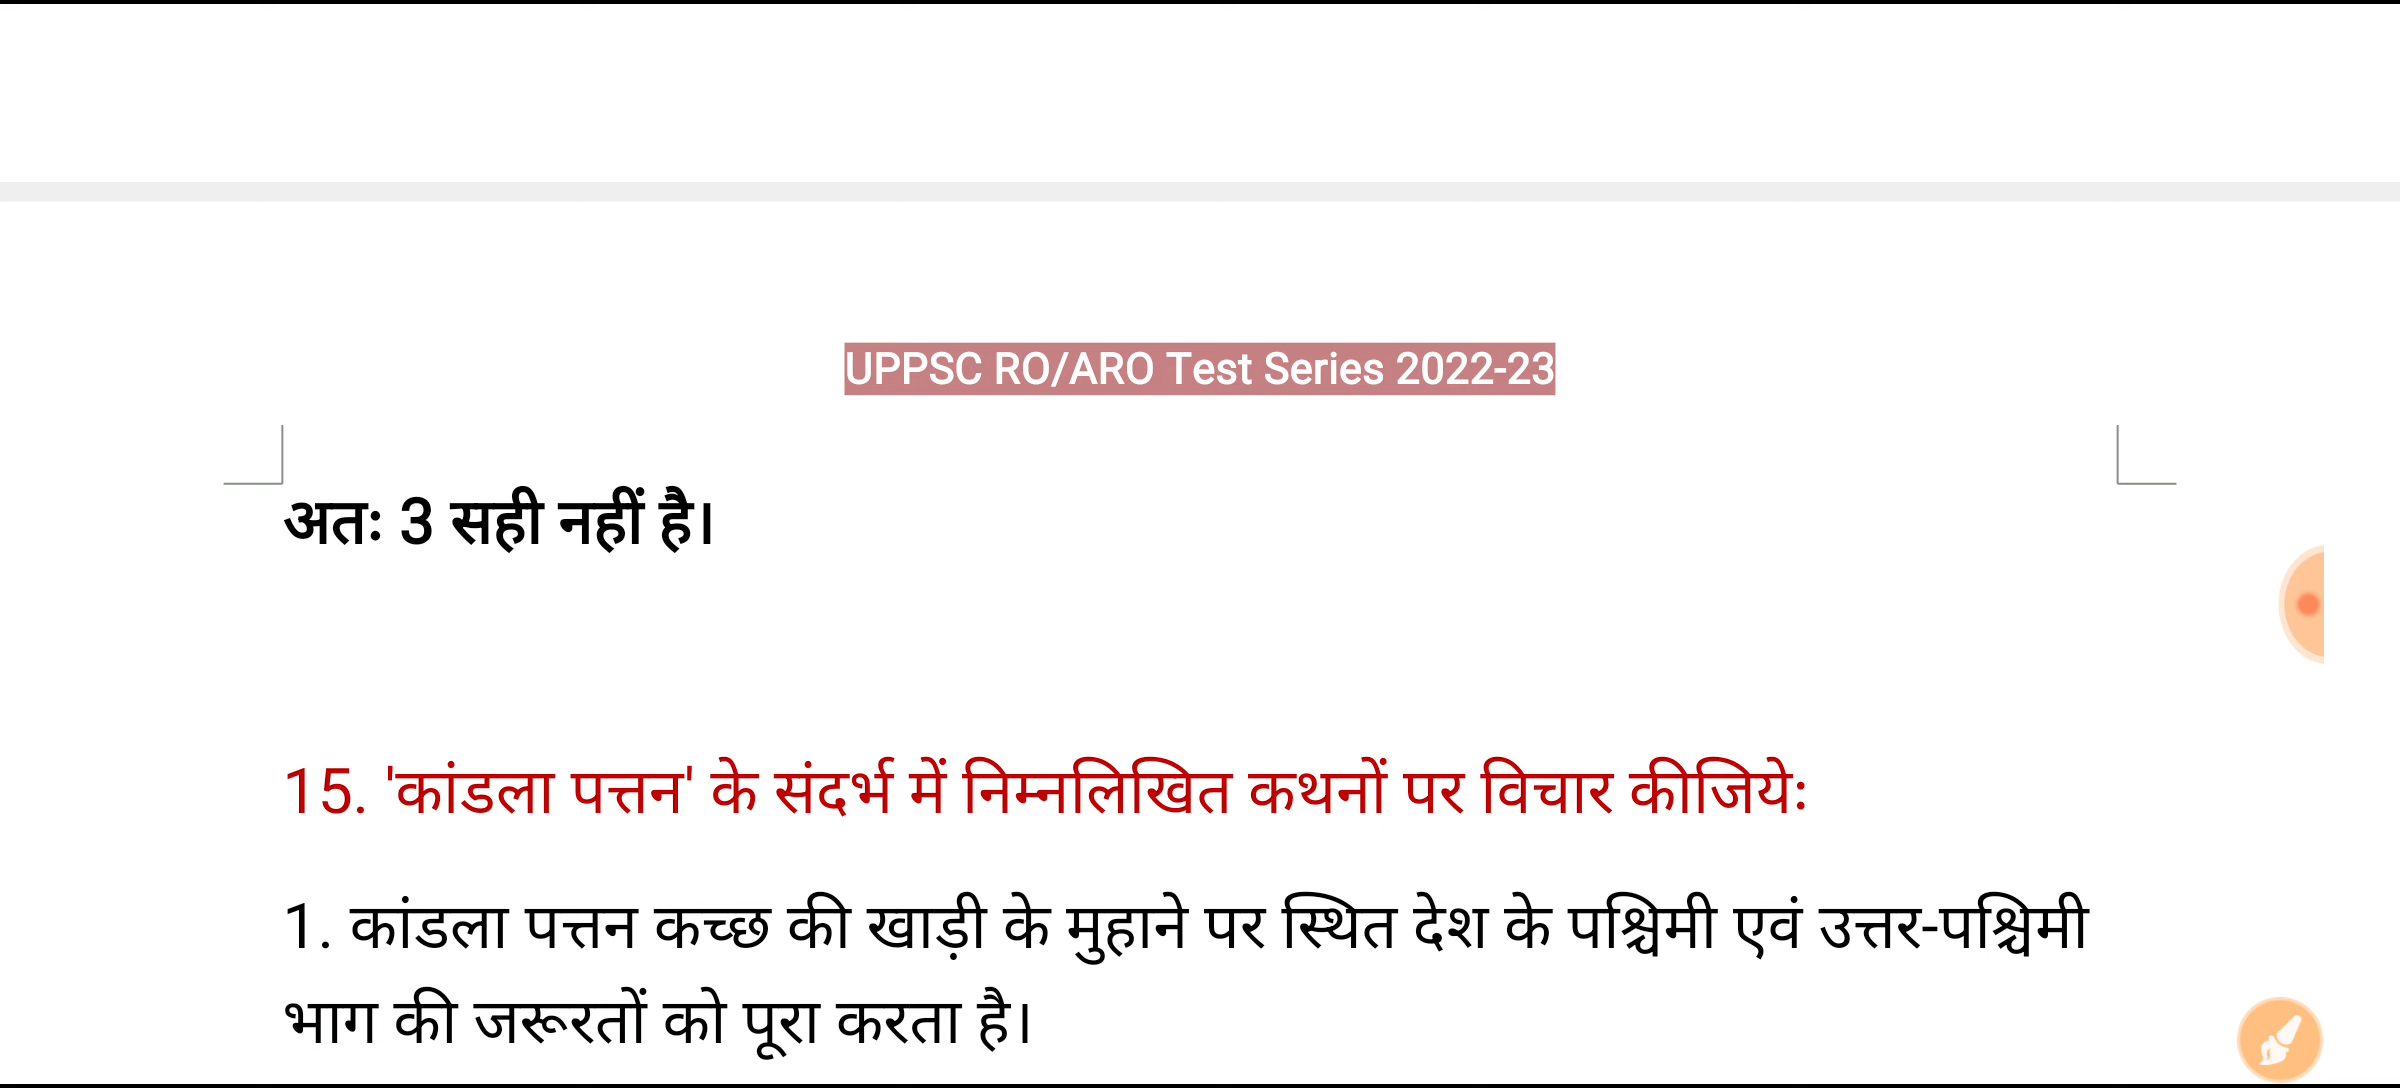 UPPSC RO/ARO Test Series 2022-23
अतः 3 सही नहीं है।
15. 'कांडला पत्तन' के संदर्भ में निम्नलिखित कथनों पर विचार कीजियेः
1. कांडला पत्तन कच्छ की खाड़ी के मुहाने पर स्थित देश के पश्चिमी एवं उत्तर-पश्चिमी
भाग की जरूरतों को पूरा करता है।